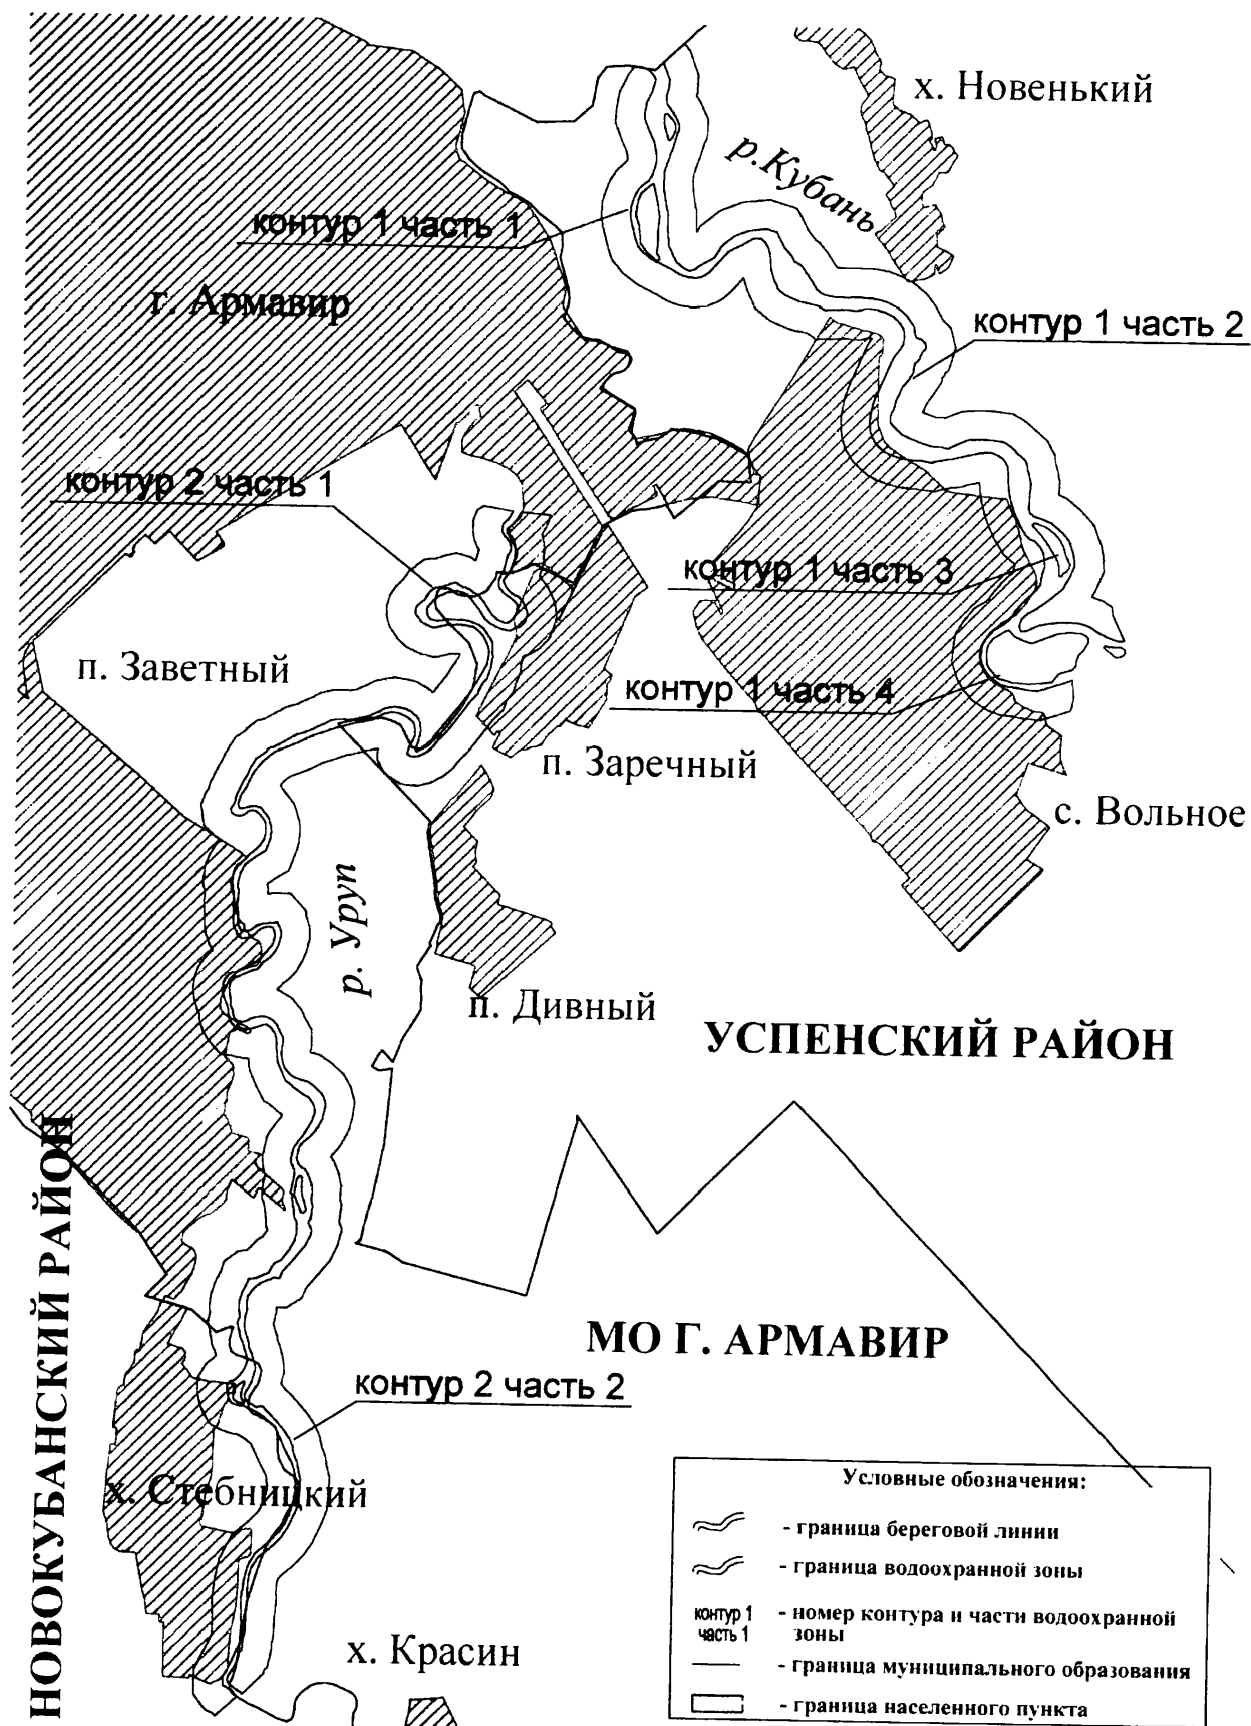 х. Новенький
р.Кубань
контур 1 часть 1
г. Армавир
контур 1 часть 2
контур 2 часть 1
контур 1 часть 3
п. Заветный
контур 1 часть 4
п. Заречный
с. Вольное
р. Уруп
п. Дивный
УСПЕНСКИЙ РАЙОН
НОВОКУБАНСКИЙ РАЙОН
МО Г. АРМАВИР
контур 2 часть 2
х. Стебницкий
х. Красин
Условные обозначения:
- граница береговой линии
- граница водоохранной зоны
контур 1
часть 1
- номер контура и части водоохранной
зоны
- граница муниципального образования
- граница населенного пункта